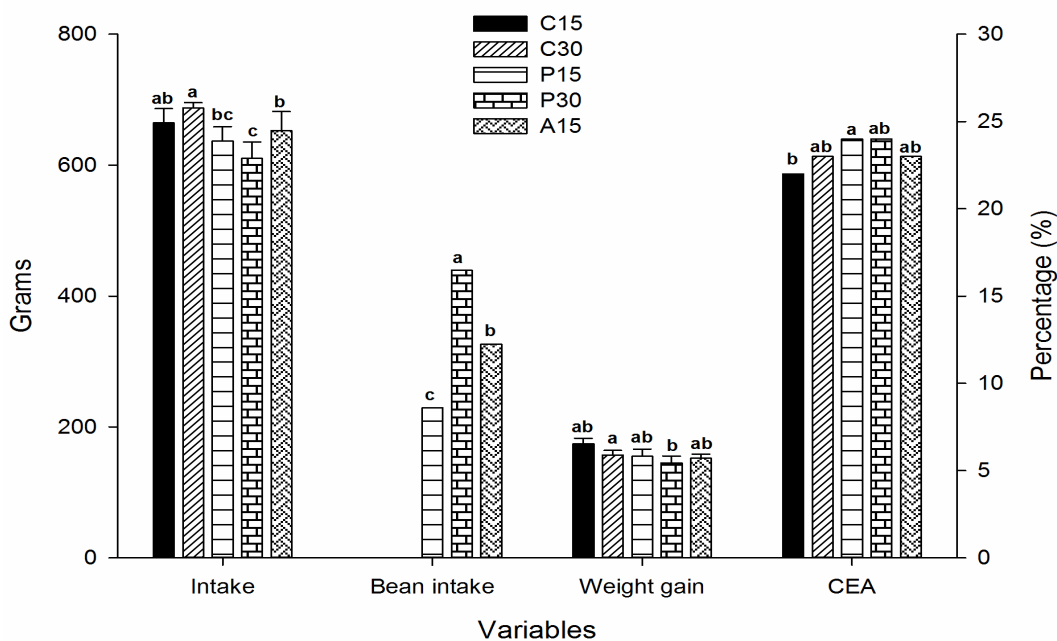 C15
C30
P15
P30
A15
800
600
400
200
0
Grams
30
25
20
15
10
5
0
Percentage (%)
ab a bc c b
c a b
ab a ab b ab
b ab a ab ab
Intake Bean intake Weight gain CEA
Variables